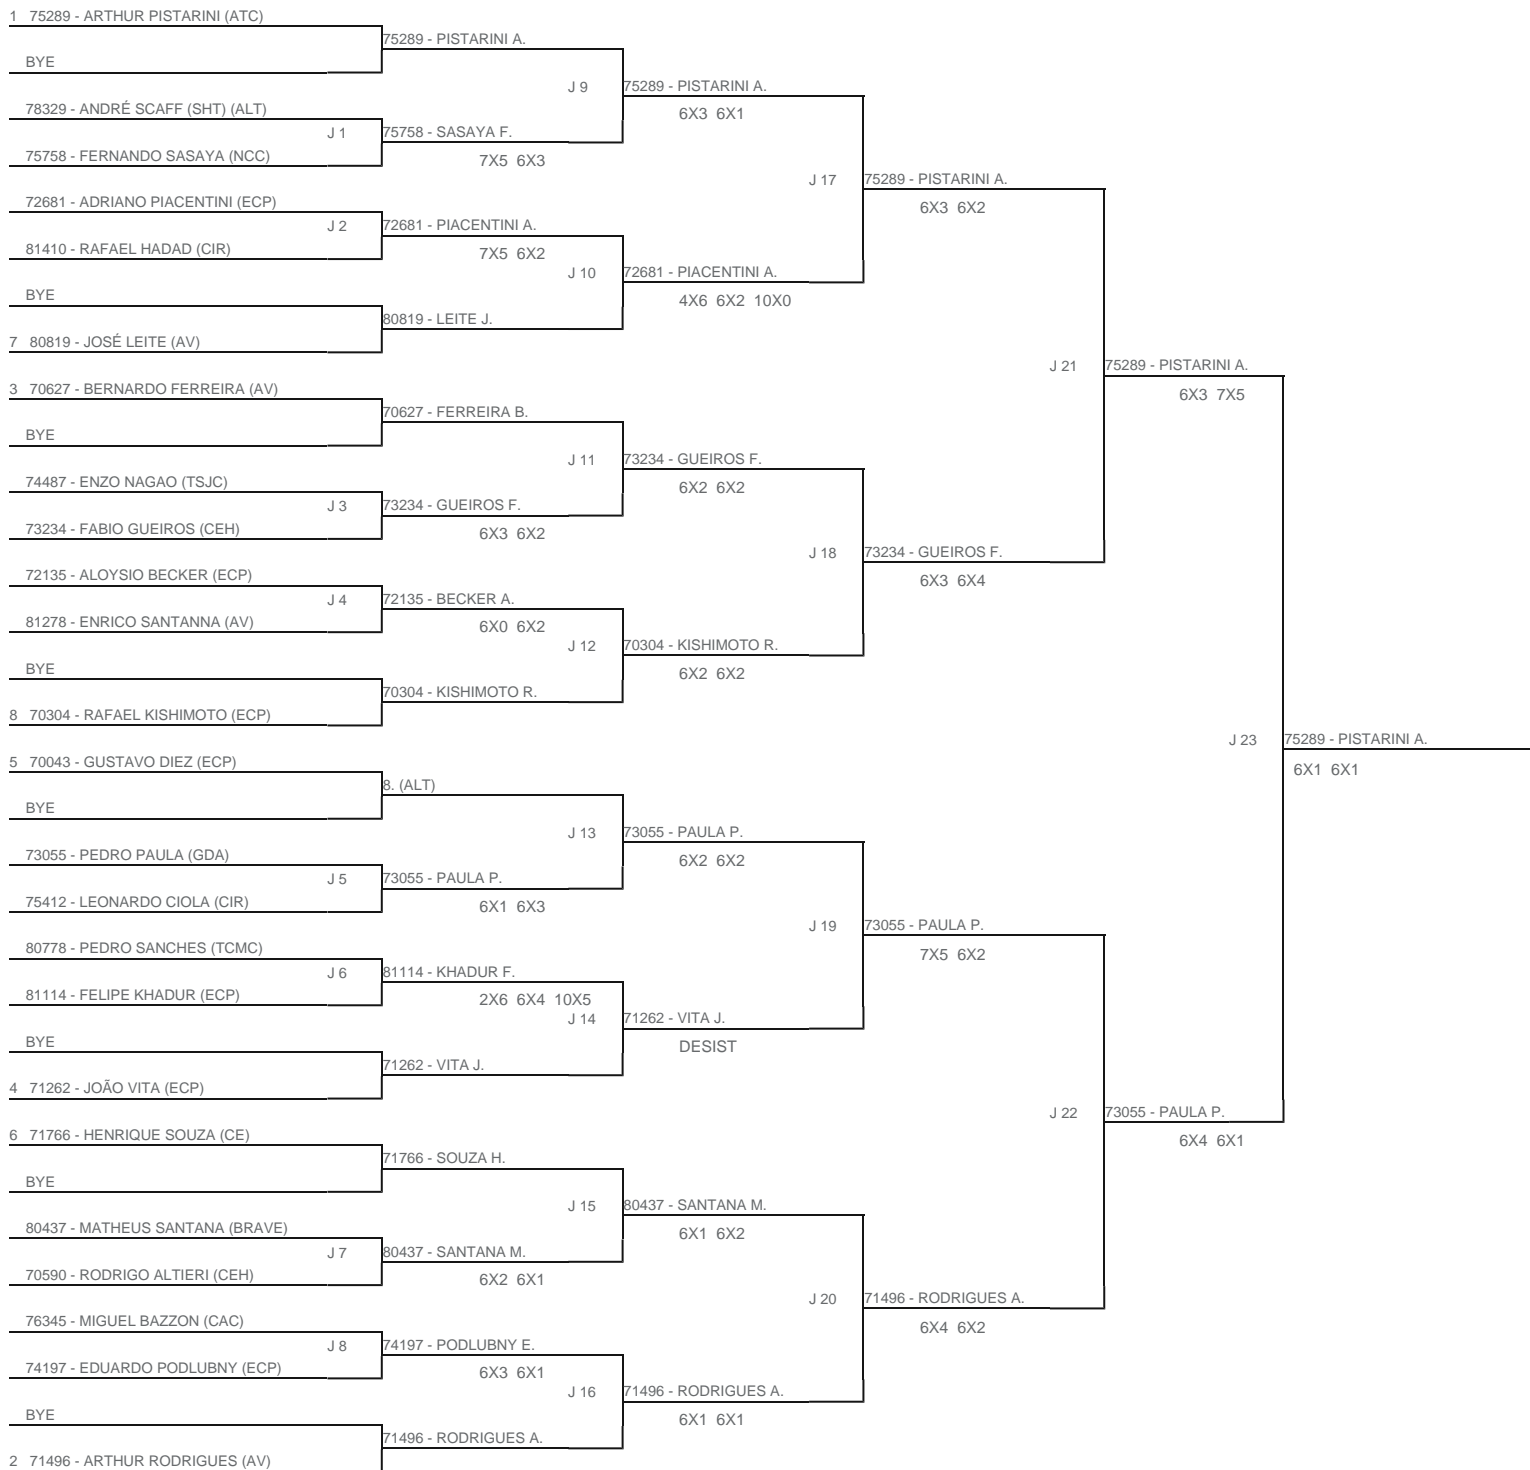 1 75289 - ARTHUR PISTARINI (ATC)
75289 - PISTARINI A.
BYE
J 9
75289 - PISTARINI A.
6X3 6X1
78329 - ANDRÉ SCAFF (SHT) (ALT)
J 1
75758 - SASAYA F.
75758 - FERNANDO SASAYA (NCC)
7X5 6X3
J 17
75289 - PISTARINI A.
6X3 6X2
72681 - ADRIANO PIACENTINI (ECP)
J 2
72681 - PIACENTINI A.
81410 - RAFAEL HADAD (CIR)
7X5 6X2
J 10
72681 - PIACENTINI A.
4X6 6X2 10X0
BYE
80819 - LEITE J.
7 80819 - JOSÉ LEITE (AV)
J 21
75289 - PISTARINI A.
6X3 7X5
3 70627 - BERNARDO FERREIRA (AV)
70627 - FERREIRA B.
BYE
J 11
73234 - GUEIROS F.
6X2 6X2
74487 - ENZO NAGAO (TSJC)
J 3
73234 - GUEIROS F.
73234 - FABIO GUEIROS (CEH)
6X3 6X2
J 18
73234 - GUEIROS F.
6X3 6X4
72135 - ALOYSIO BECKER (ECP)
J 4
72135 - BECKER A.
81278 - ENRICO SANTANNA (AV)
6X0 6X2
J 12
70304 - KISHIMOTO R.
6X2 6X2
BYE
70304 - KISHIMOTO R.
8 70304 - RAFAEL KISHIMOTO (ECP)
J 23
75289 - PISTARINI A.
6X1 6X1
5 70043 - GUSTAVO DIEZ (ECP)
8. (ALT)
BYE
J 13
73055 - PAULA P.
6X2 6X2
73055 - PEDRO PAULA (GDA)
J 5
73055 - PAULA P.
75412 - LEONARDO CIOLA (CIR)
6X1 6X3
J 19
73055 - PAULA P.
7X5 6X2
80778 - PEDRO SANCHES (TCMC)
J 6
81114 - KHADUR F.
81114 - FELIPE KHADUR (ECP)
2X6 6X4 10X5
J 14
71262 - VITA J.
DESIST
BYE
71262 - VITA J.
4 71262 - JOÃO VITA (ECP)
J 22
73055 - PAULA P.
6X4 6X1
6 71766 - HENRIQUE SOUZA (CE)
71766 - SOUZA H.
BYE
J 15
80437 - SANTANA M.
6X1 6X2
80437 - MATHEUS SANTANA (BRAVE)
J 7
80437 - SANTANA M.
70590 - RODRIGO ALTIERI (CEH)
6X2 6X1
J 20
71496 - RODRIGUES A.
6X4 6X2
76345 - MIGUEL BAZZON (CAC)
J 8
74197 - PODLUBNY E.
74197 - EDUARDO PODLUBNY (ECP)
6X3 6X1
J 16
71496 - RODRIGUES A.
6X1 6X1
BYE
71496 - RODRIGUES A.
2 71496 - ARTHUR RODRIGUES (AV)